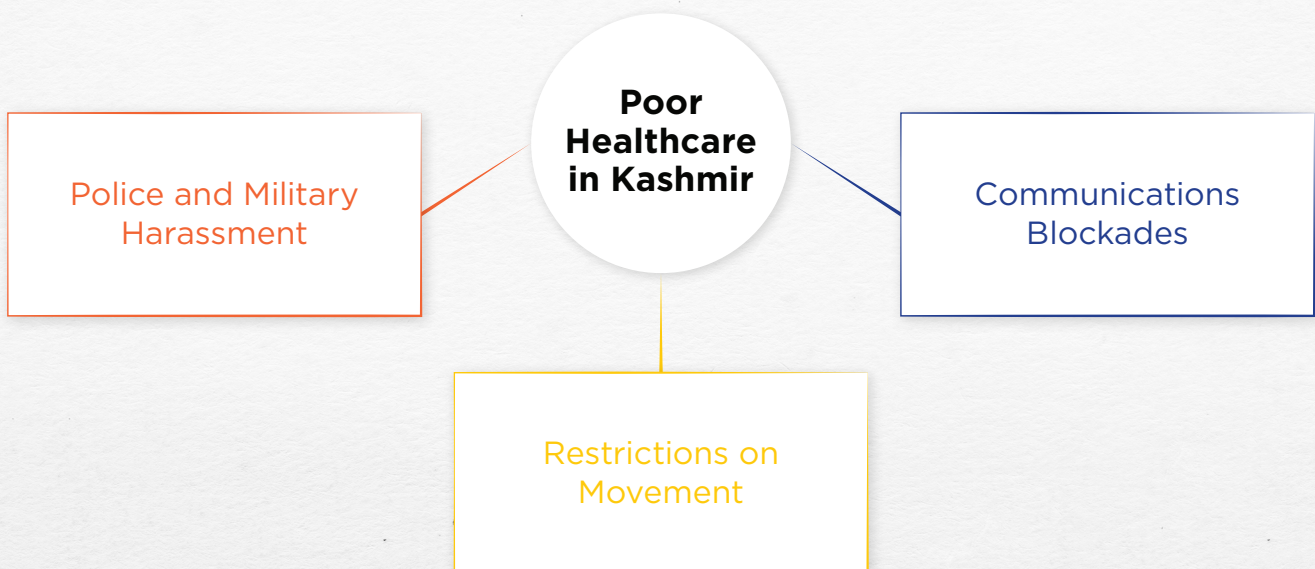 Poor
Healthcare
in Kashmir
Police and Military
Harassment
Communications
Blockades
Restrictions on
Movement